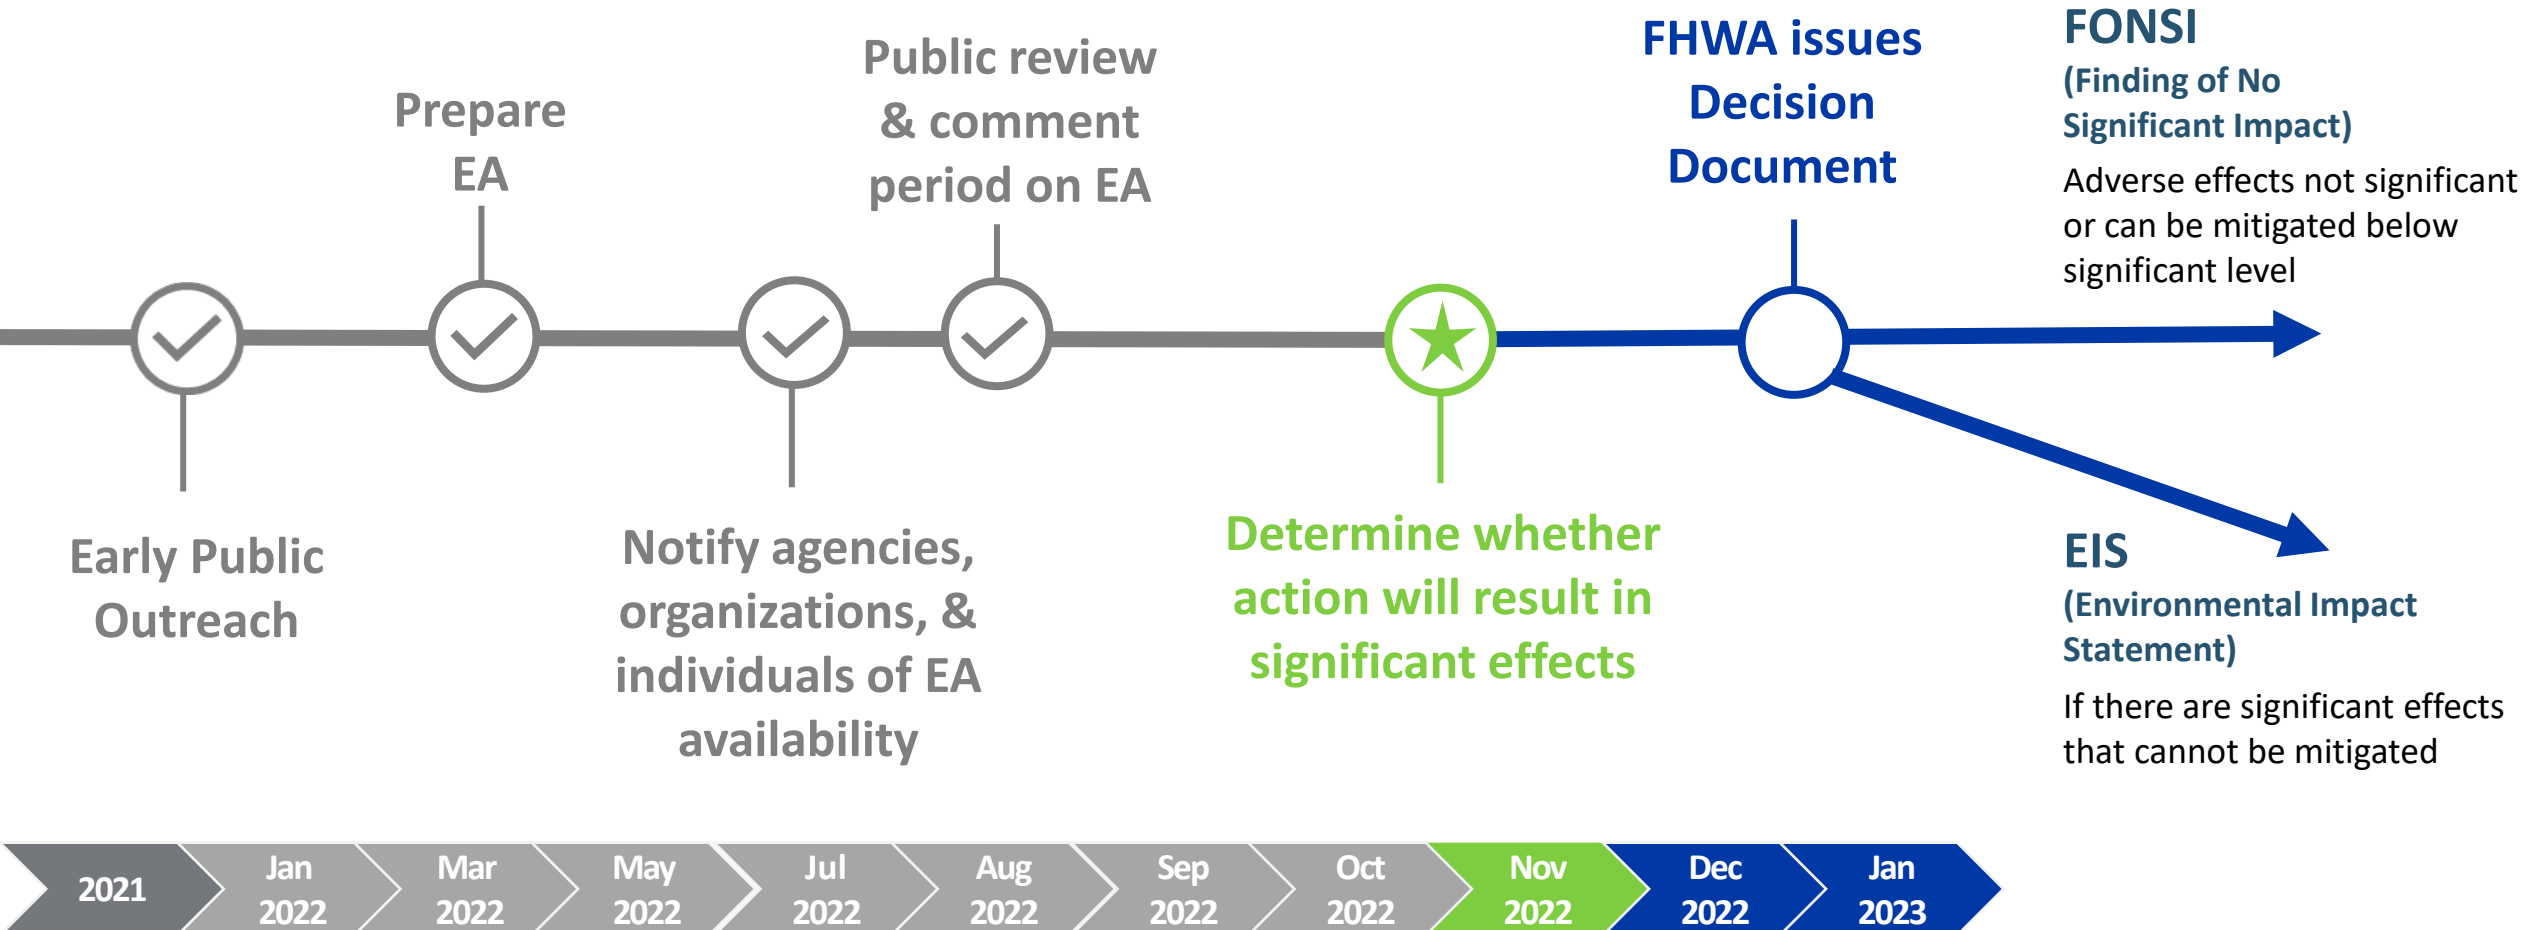 Early Public
Outreach
Prepare
EA
Notify agencies,
organizations, &
individuals of EA
availability
Public review
& comment
period on EA
Determine whether
action will result in
significant effects
FHWA issues
Decision
Document
FONSI
(Finding of No
Significant Impact)
Adverse effects not significant
or can be mitigated below
significant level
EIS
(Environmental Impact
Statement)
If there are significant effects
that cannot be mitigated
2021
Jan
2022
Mar
2022
May
2022
Jul
2022
Aug
2022
Sep
2022
Oct
2022
Nov
2022
Dec
2022
Jan
2023